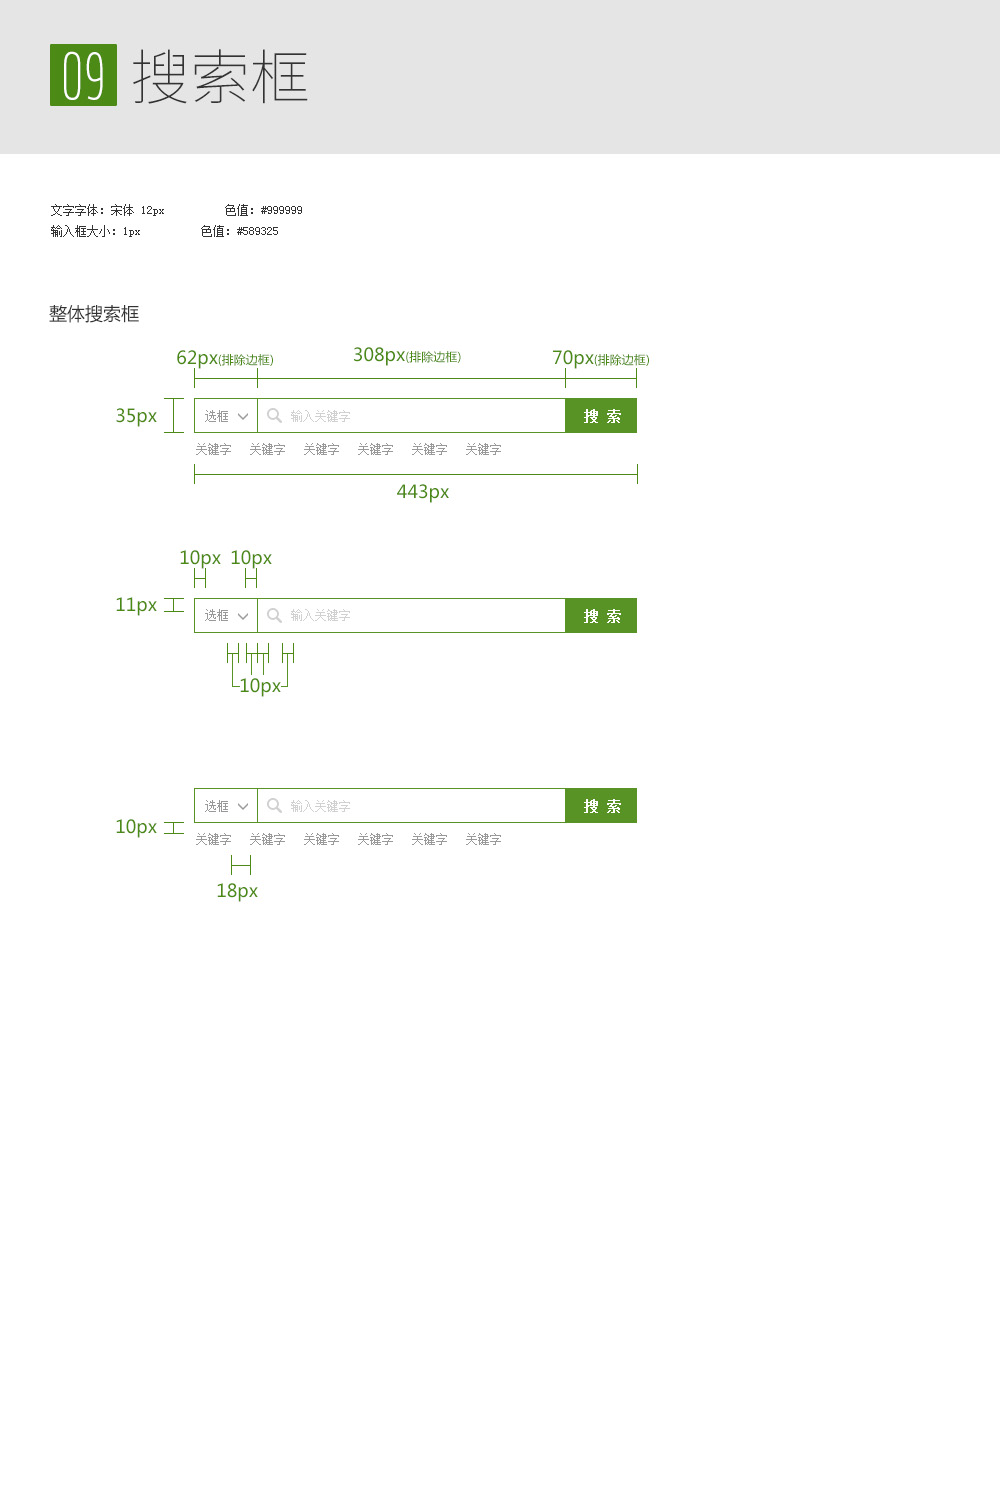 09 搜索框
文字字体：宋体 12px 色值：#999999
输入框大小：1px 色值：#589325
整体搜索框
62px(排除边框) 308px(排除边框) 70px(排除边框)
35px
选框 输入关键字 搜 索
关键字 关键字 关键字 关键字 关键字 关键字
443px
10px 10px
11px
选框 输入关键字 搜 索
10px
选框 输入关键字 搜 索
10px
关键字 关键字 关键字 关键字 关键字 关键字
18px